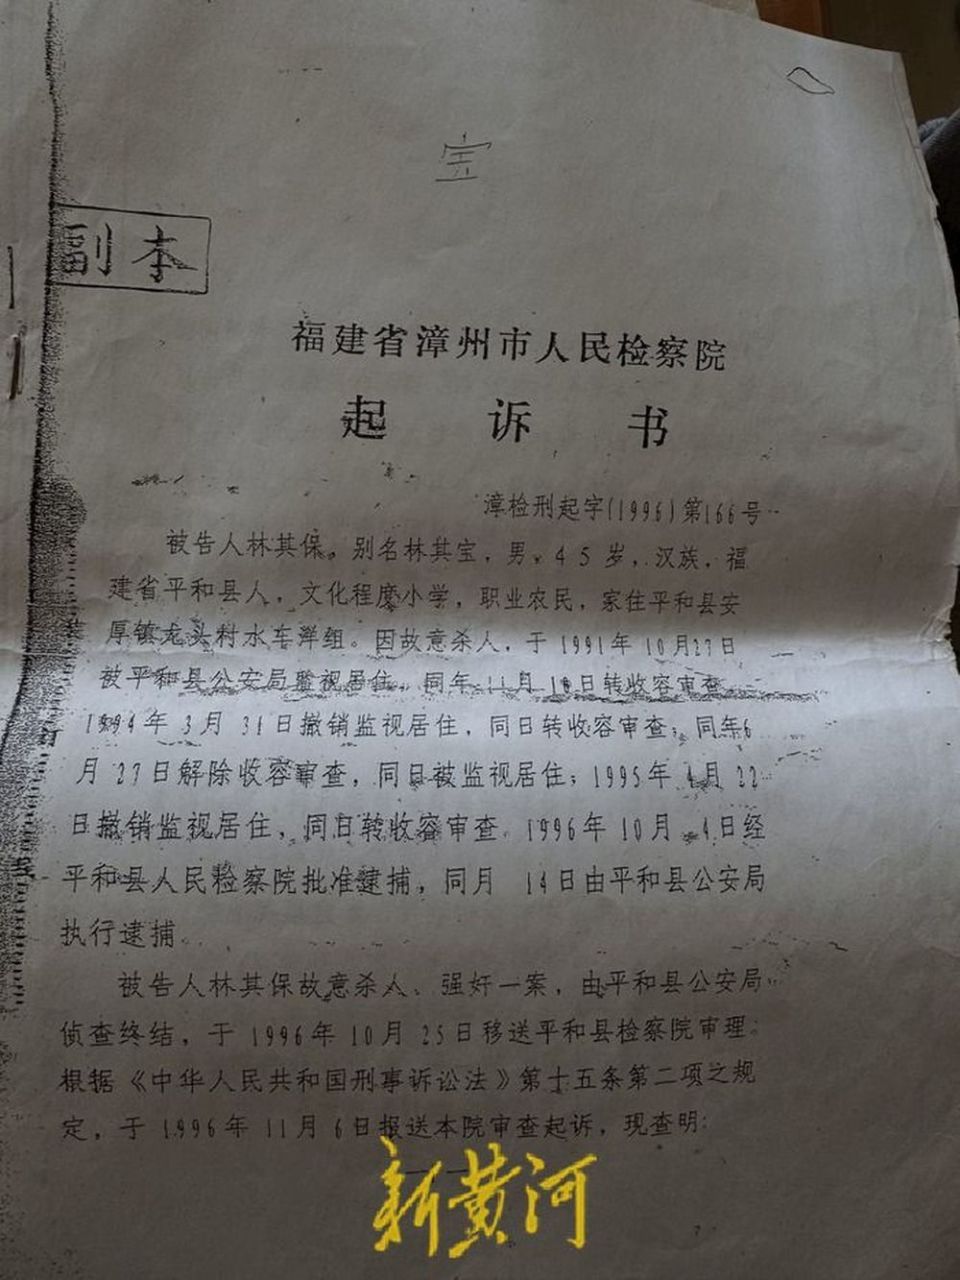 宝
副本
福建省漳州市人民检察院
起诉书
漳检刑起字(1996)第166号
被告人林其保。别名林其宝，男，45岁，汉族，福
建省平和县人，文化程度小学，职业农民，家住平和县安
厚镇龙头村水车洋组。因故意杀人，于1991年10月27日
被平和县公安局监视居住，同年11月18日转收容审查
1994年3月31日撤销监视居住，同日转收容审查；同年6
月27日解除收容审查，同日被监视居住；1995年4月22
日撤销监视居住，同日转收容审查。1996年10月4日经
平和县人民检察院批准逮捕，同月14日由平和县公安局
执行逮捕。
被告人林其保故意杀人、强奸一案，由平和县公安局
侦查终结，于1996年10月25日移送平和县检察院审理。
根据《中华人民共和国刑事诉讼法》第十五条第二项之规
定，于1996年11月6日报送本院审查起诉，现查明：
新黄河